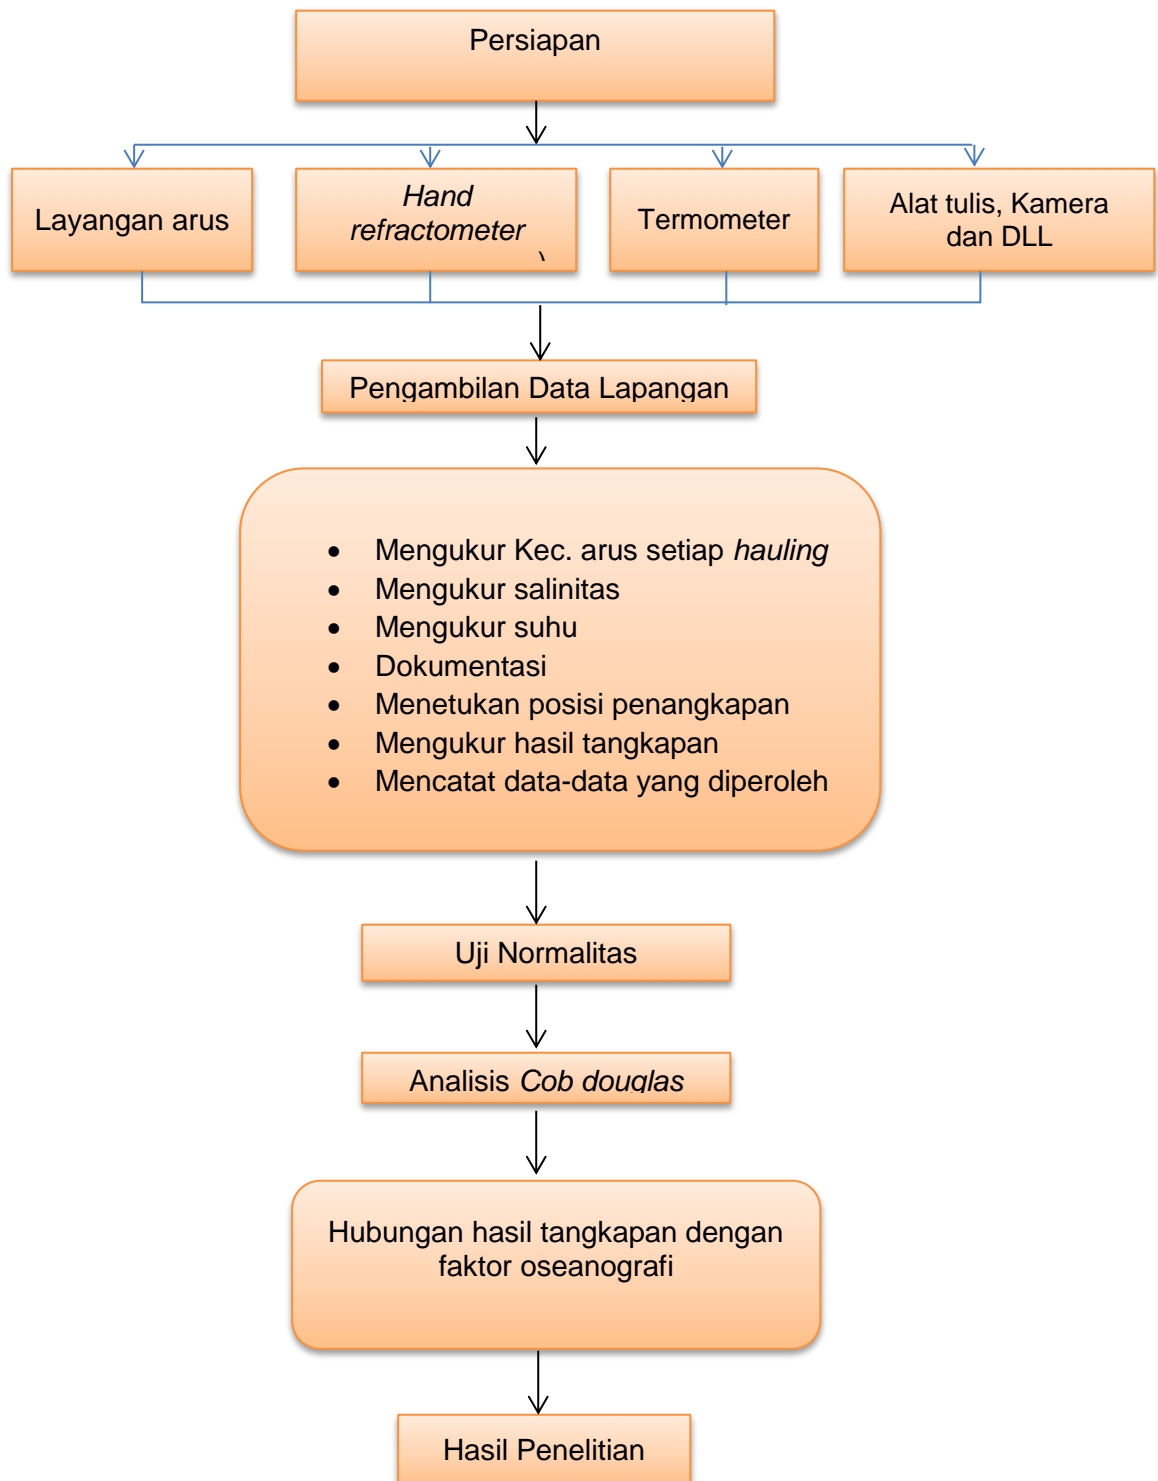 Persiapan
Layangan arus
Hand
refractometer
)
Termometer
Alat tulis, Kamera
dan DLL
Pengambilan Data Lapangan
• Mengukur Kec. arus setiap hauling
• Mengukur salinitas
• Mengukur suhu
• Dokumentasi
• Menetukan posisi penangkapan
• Mengukur hasil tangkapan
• Mencatat data-data yang diperoleh
Uji Normalitas
Analisis Cob douglas
Hubungan hasil tangkapan dengan
faktor oseanografi
Hasil Penelitian